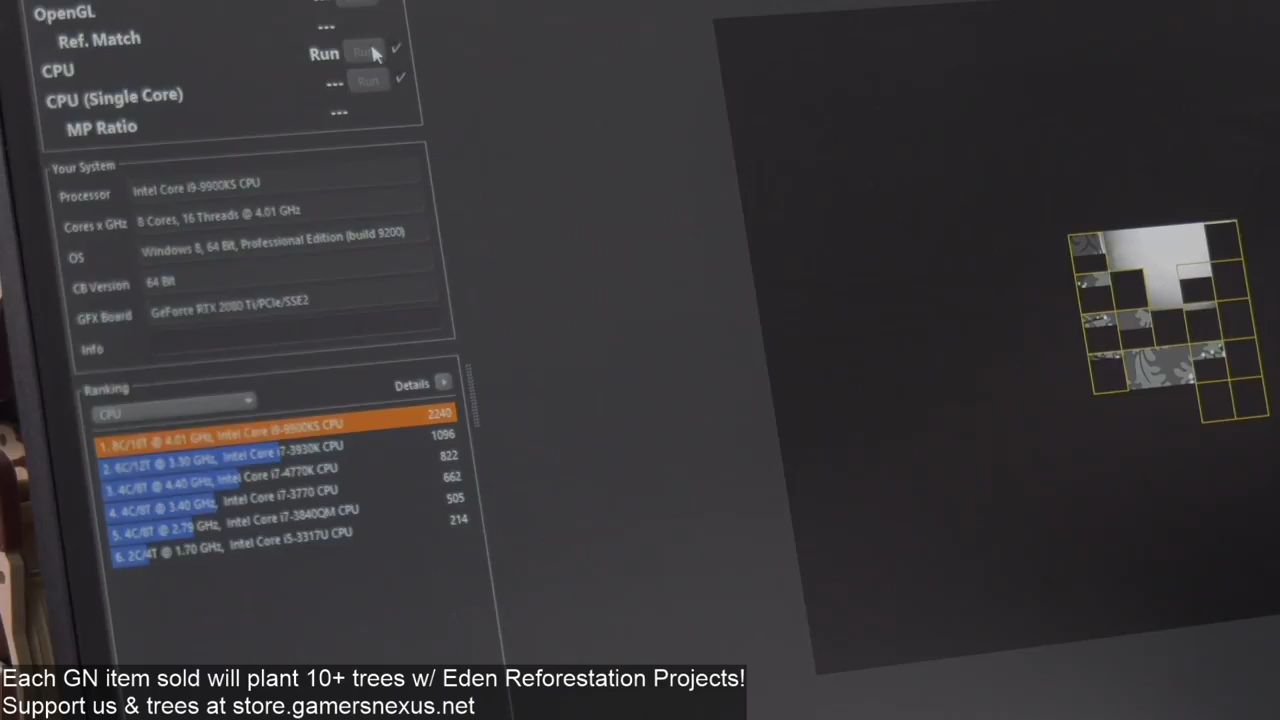 OpenGL ---
Ref. Match ---
CPU Run Run
CPU (Single Core) --- Run
MP Ratio ---
Your System
Processor Intel Core i9-9900KS CPU
Cores x GHz 8 Cores, 16 Threads @ 4.01 GHz
OS Windows 8, 64 Bit, Professional Edition (build 9200)
CB Version 64 Bit
GFX Board GeForce RTX 2080 Ti/PCIe/SSE2
Info
Ranking Details
CPU
1. 8C/16T @ 4.01 GHz, Intel Core i9-9900KS CPU 2240
2. 6C/12T @ 3.30 GHz, Intel Core i7-3930K CPU 1096
3. 4C/8T @ 4.40 GHz, Intel Core i7-4770K CPU 822
4. 4C/8T @ 3.40 GHz, Intel Core i7-3770 CPU 662
5. 4C/8T @ 2.79 GHz, Intel Core i7-3840QM CPU 505
6. 2C/4T @ 1.70 GHz, Intel Core i5-3317U CPU 214
Each GN item sold will plant 10+ trees w/ Eden Reforestation Projects!
Support us & trees at store.gamersnexus.net